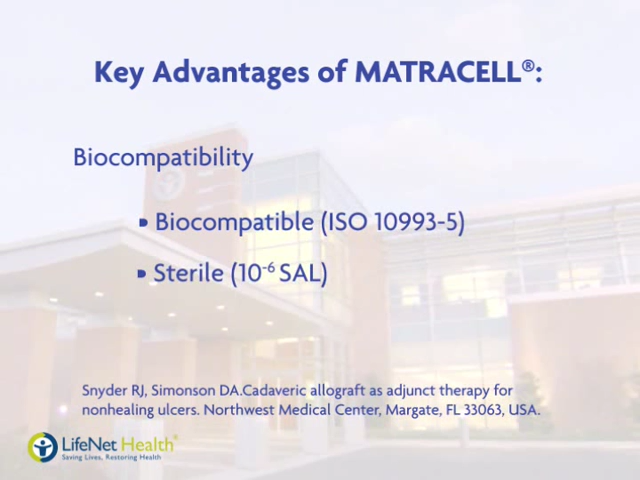 Key Advantages of MATRACELL®:
Biocompatibility
Biocompatible (ISO 10993-5)
Sterile (10⁻⁶ SAL)
Snyder RJ, Simonson DA.Cadaveric allograft as adjunct therapy for
nonhealing ulcers. Northwest Medical Center, Margate, FL 33063, USA.
LifeNet Health®
Saving Lives, Restoring Health